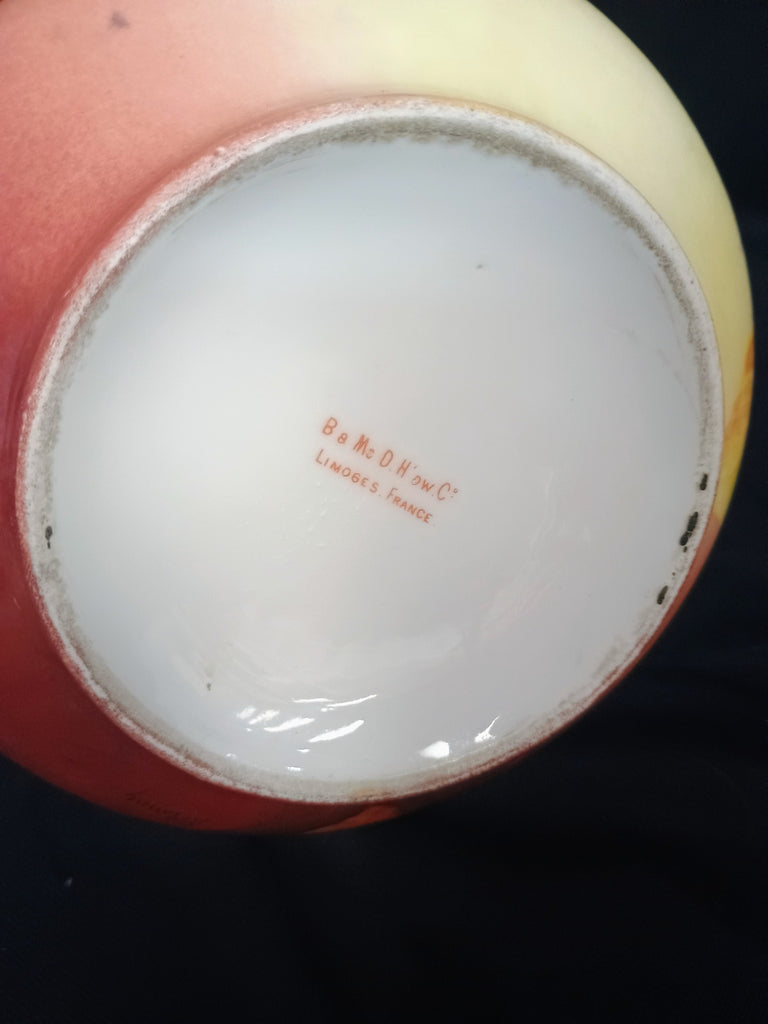 B & Mc D. H'ow. Co
LIMOGES. FRANCE.